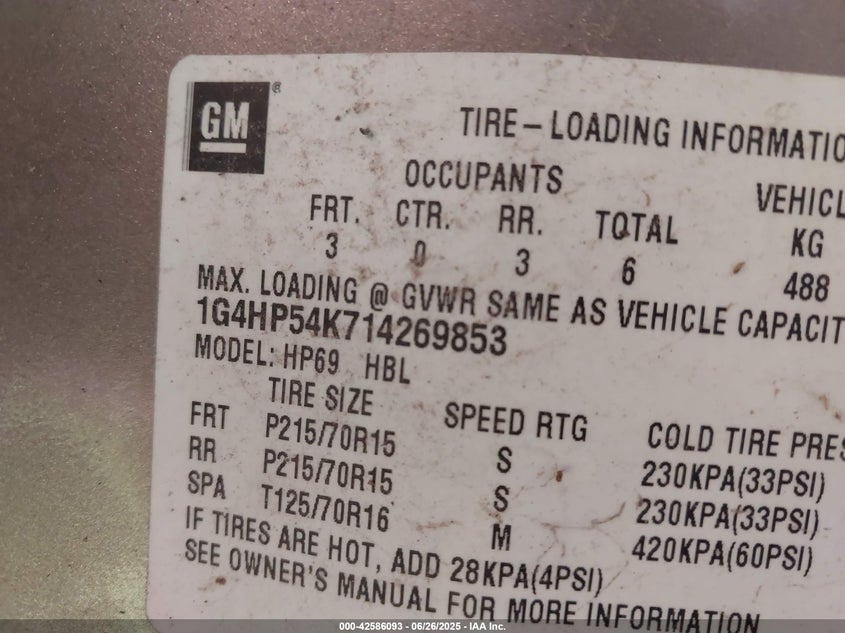 GM
®
TIRE-LOADING INFORMATIO
OCCUPANTS VEHICL
FRT. CTR. RR. TOTAL KG
3 0 3 6 488
MAX. LOADING @ GVWR SAME AS VEHICLE CAPACIT
1G4HP54K714269853
MODEL: HP69 HBL
TIRE SIZE SPEED RTG COLD TIRE PRES
FRT P215/70R15 S 230KPA(33PSI)
RR P215/70R15 S 230KPA(33PSI)
SPA T125/70R16 M 420KPA(60PSI)
IF TIRES ARE HOT, ADD 28KPA(4PSI)
SEE OWNER'S MANUAL FOR MORE INFORMATION
000-42586093 - 06/26/2025 - IAA Inc.